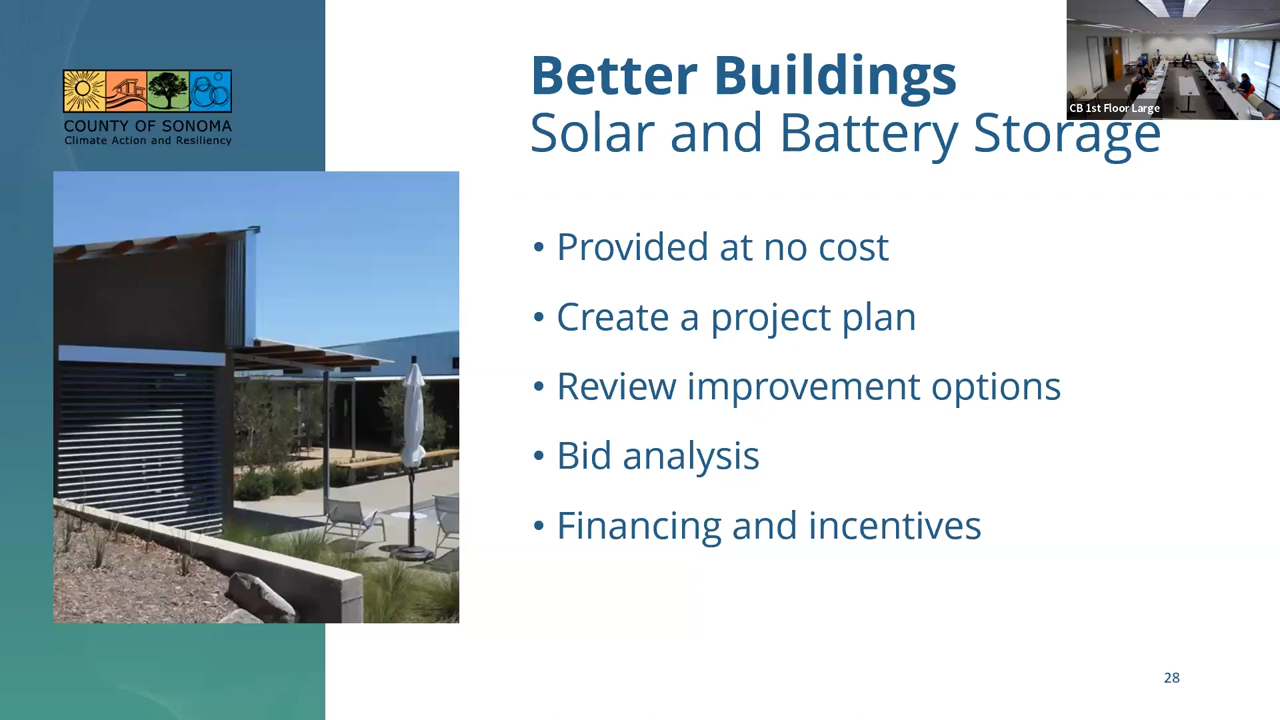 COUNTY OF SONOMA
Climate Action and Resiliency
Better Buildings
Solar and Battery Storage
CB 1st Floor Large
• Provided at no cost
• Create a project plan
• Review improvement options
• Bid analysis
• Financing and incentives
28